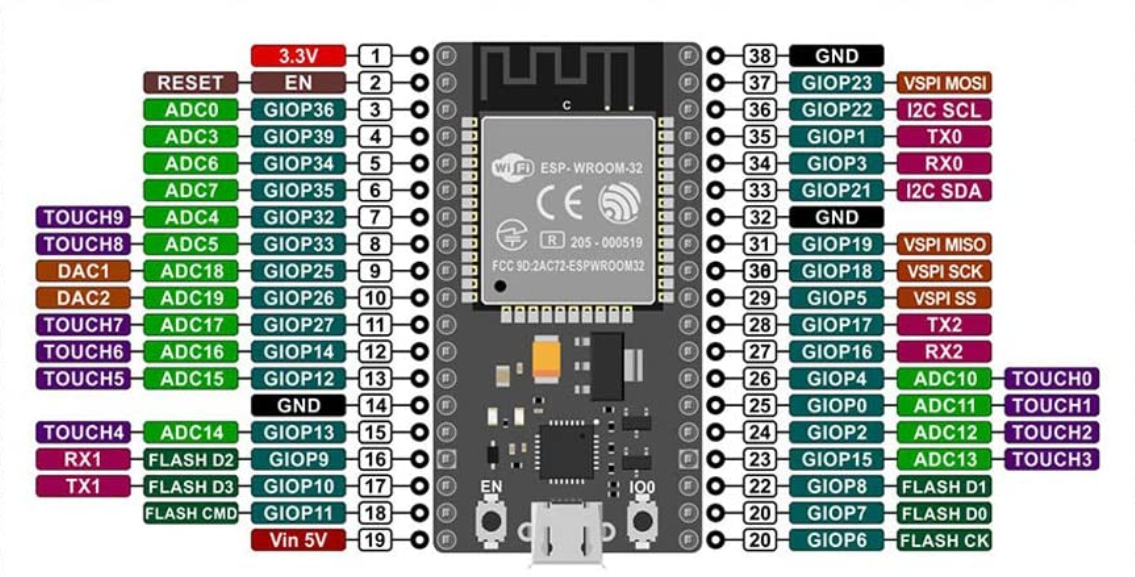 3.3V 1
RESET EN 2
ADC0 GIOP36 3
ADC3 GIOP39 4
ADC6 GIOP34 5
ADC7 GIOP35 6
TOUCH9 ADC4 GIOP32 7
TOUCH8 ADC5 GIOP33 8
DAC1 ADC18 GIOP25 9
DAC2 ADC19 GIOP26 10
TOUCH7 ADC17 GIOP27 11
TOUCH6 ADC16 GIOP14 12
TOUCH5 ADC15 GIOP12 13
GND 14
TOUCH4 ADC14 GIOP13 15
RX1 FLASH D2 GIOP9 16
TX1 FLASH D3 GIOP10 17
FLASH CMD GIOP11 18
Vin 5V 19
C
WiFi ESP- WROOM-32
CE
R 205 - 000519
FCC 9D:2AC72-ESPWROOM32
EN
IO0
38 GND
37 GIOP23 VSPI MOSI
36 GIOP22 I2C SCL
35 GIOP1 TX0
34 GIOP3 RX0
33 GIOP21 I2C SDA
32 GND
31 GIOP19 VSPI MISO
30 GIOP18 VSPI SCK
29 GIOP5 VSPI SS
28 GIOP17 TX2
27 GIOP16 RX2
26 GIOP4 ADC10 TOUCH0
25 GIOP0 ADC11 TOUCH1
24 GIOP2 ADC12 TOUCH2
23 GIOP15 ADC13 TOUCH3
22 GIOP8 FLASH D1
20 GIOP7 FLASH D0
20 GIOP6 FLASH CK